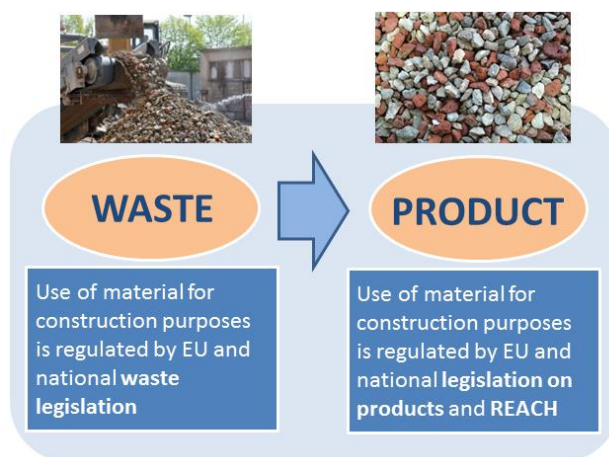 WASTE
PRODUCT
Use of material for
construction purposes
is regulated by EU and
national waste
legislation
Use of material for
construction purposes
is regulated by EU and
national legislation on
products and REACH